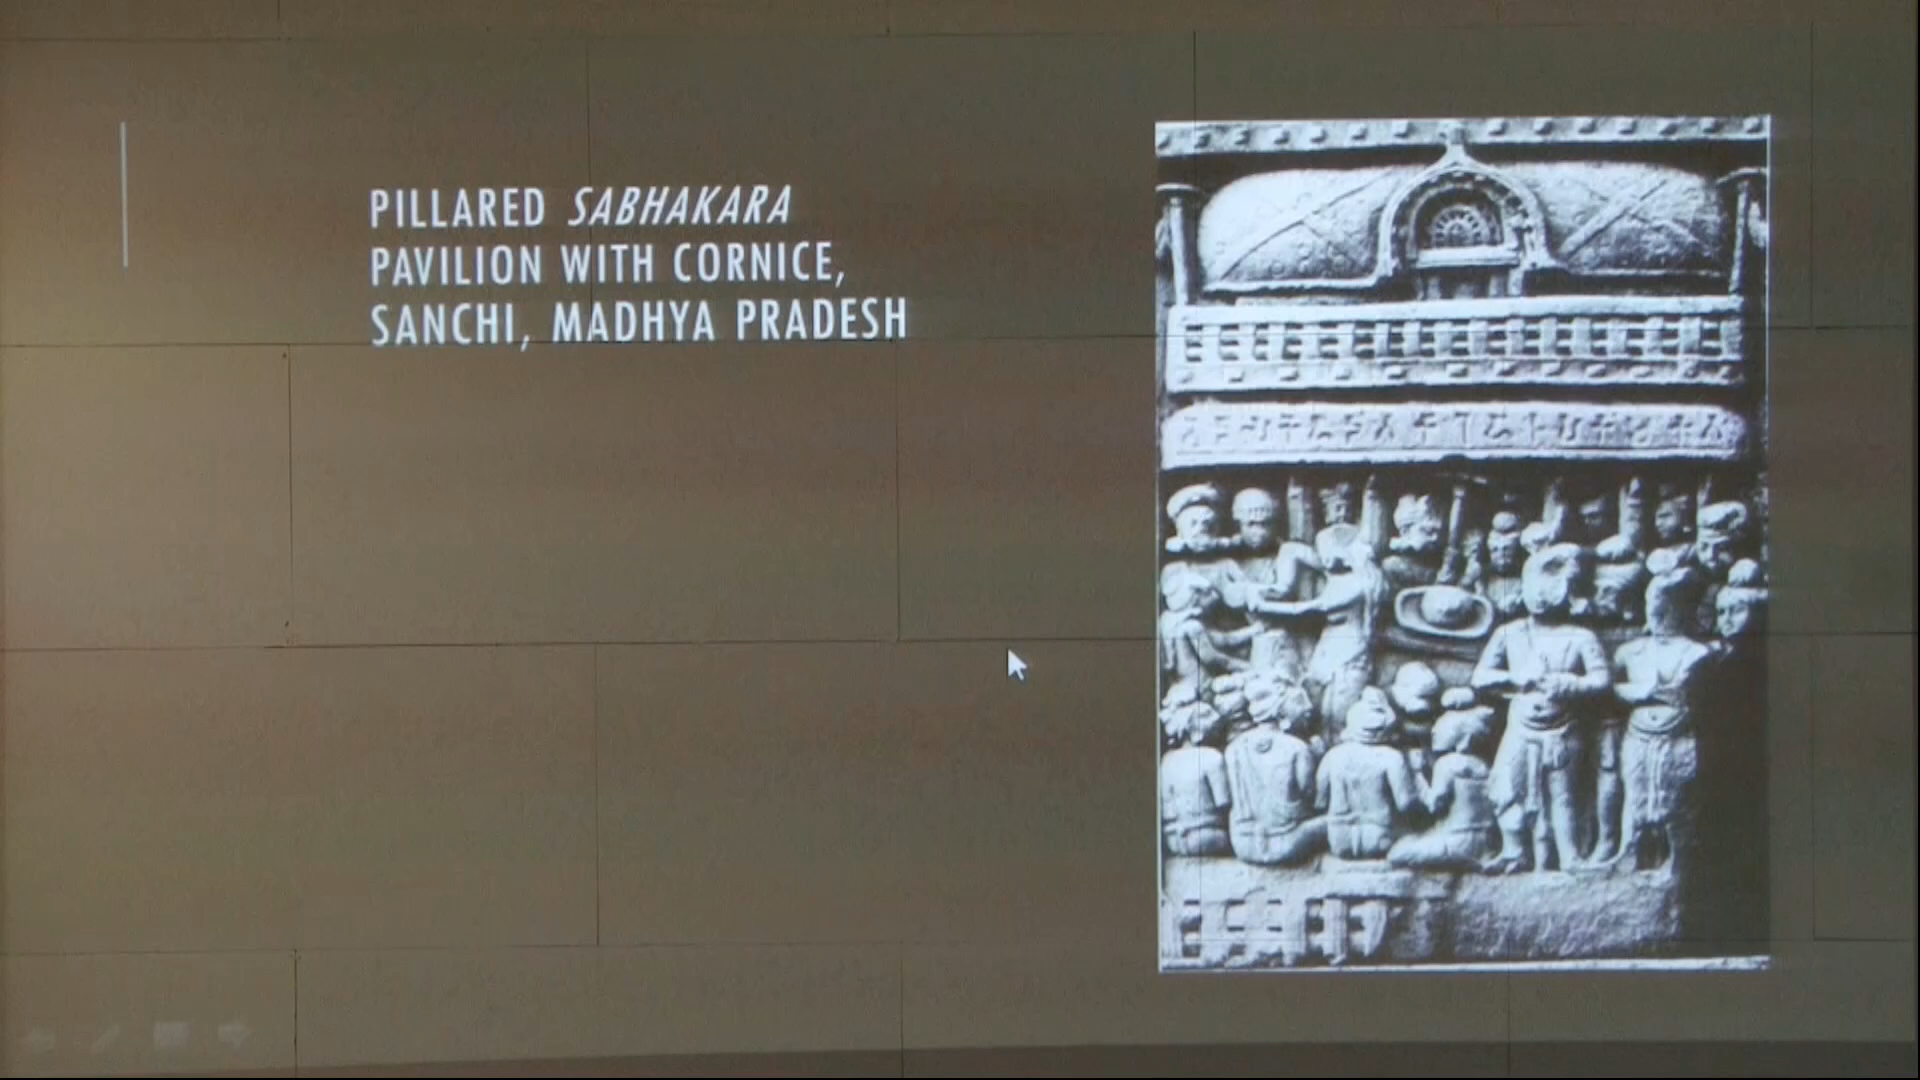 PILLARED SABHAKARA
PAVILION WITH CORNICE,
SANCHI, MADHYA PRADESH